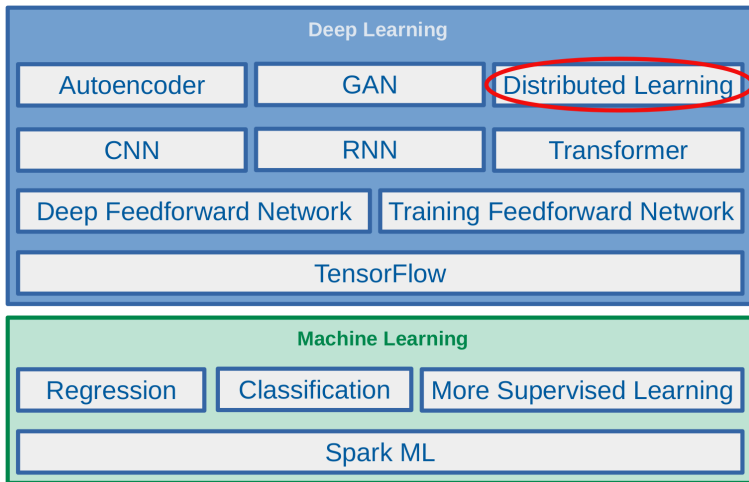 Deep Learning
Autoencoder
GAN
Distributed Learning
CNN
RNN
Transformer
Deep Feedforward Network
Training Feedforward Network
TensorFlow
Machine Learning
Regression
Classification
More Supervised Learning
Spark ML